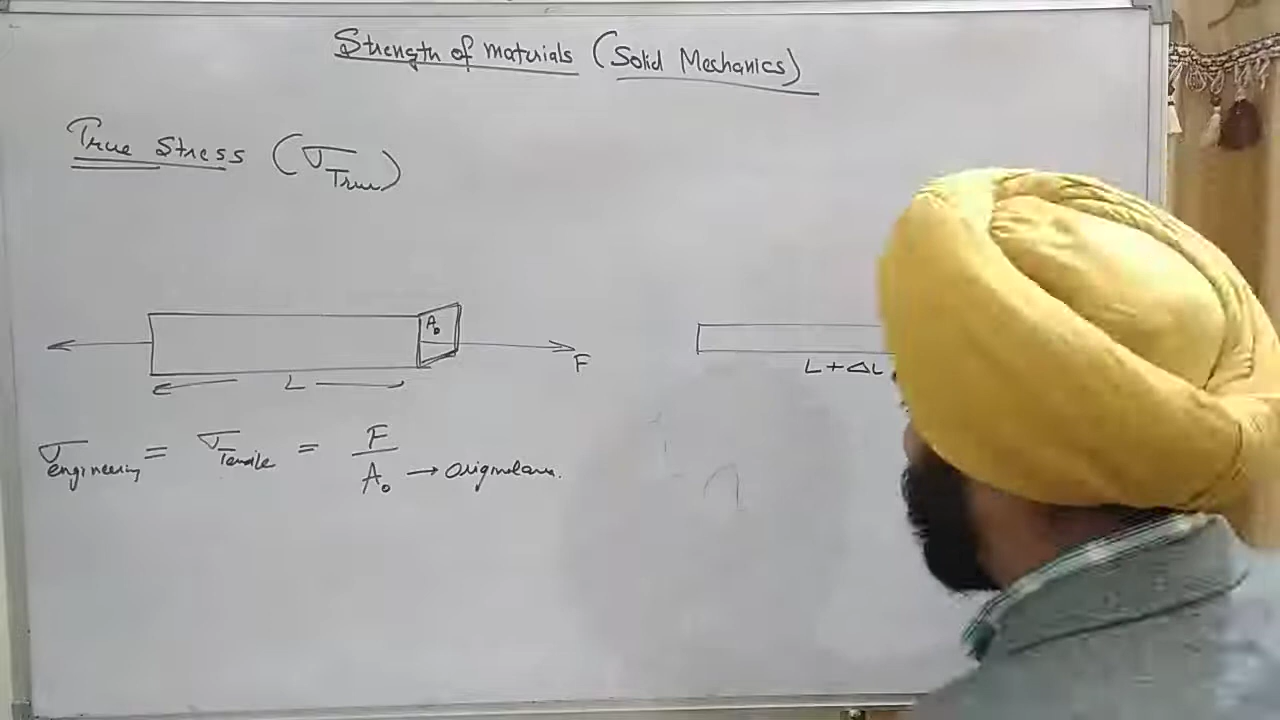 Strength of materials (Solid Mechanics)
True Stress (σTrue)
A₀
F
L
L + ΔL
σengineering = σTensile = F / A₀ → Original area.